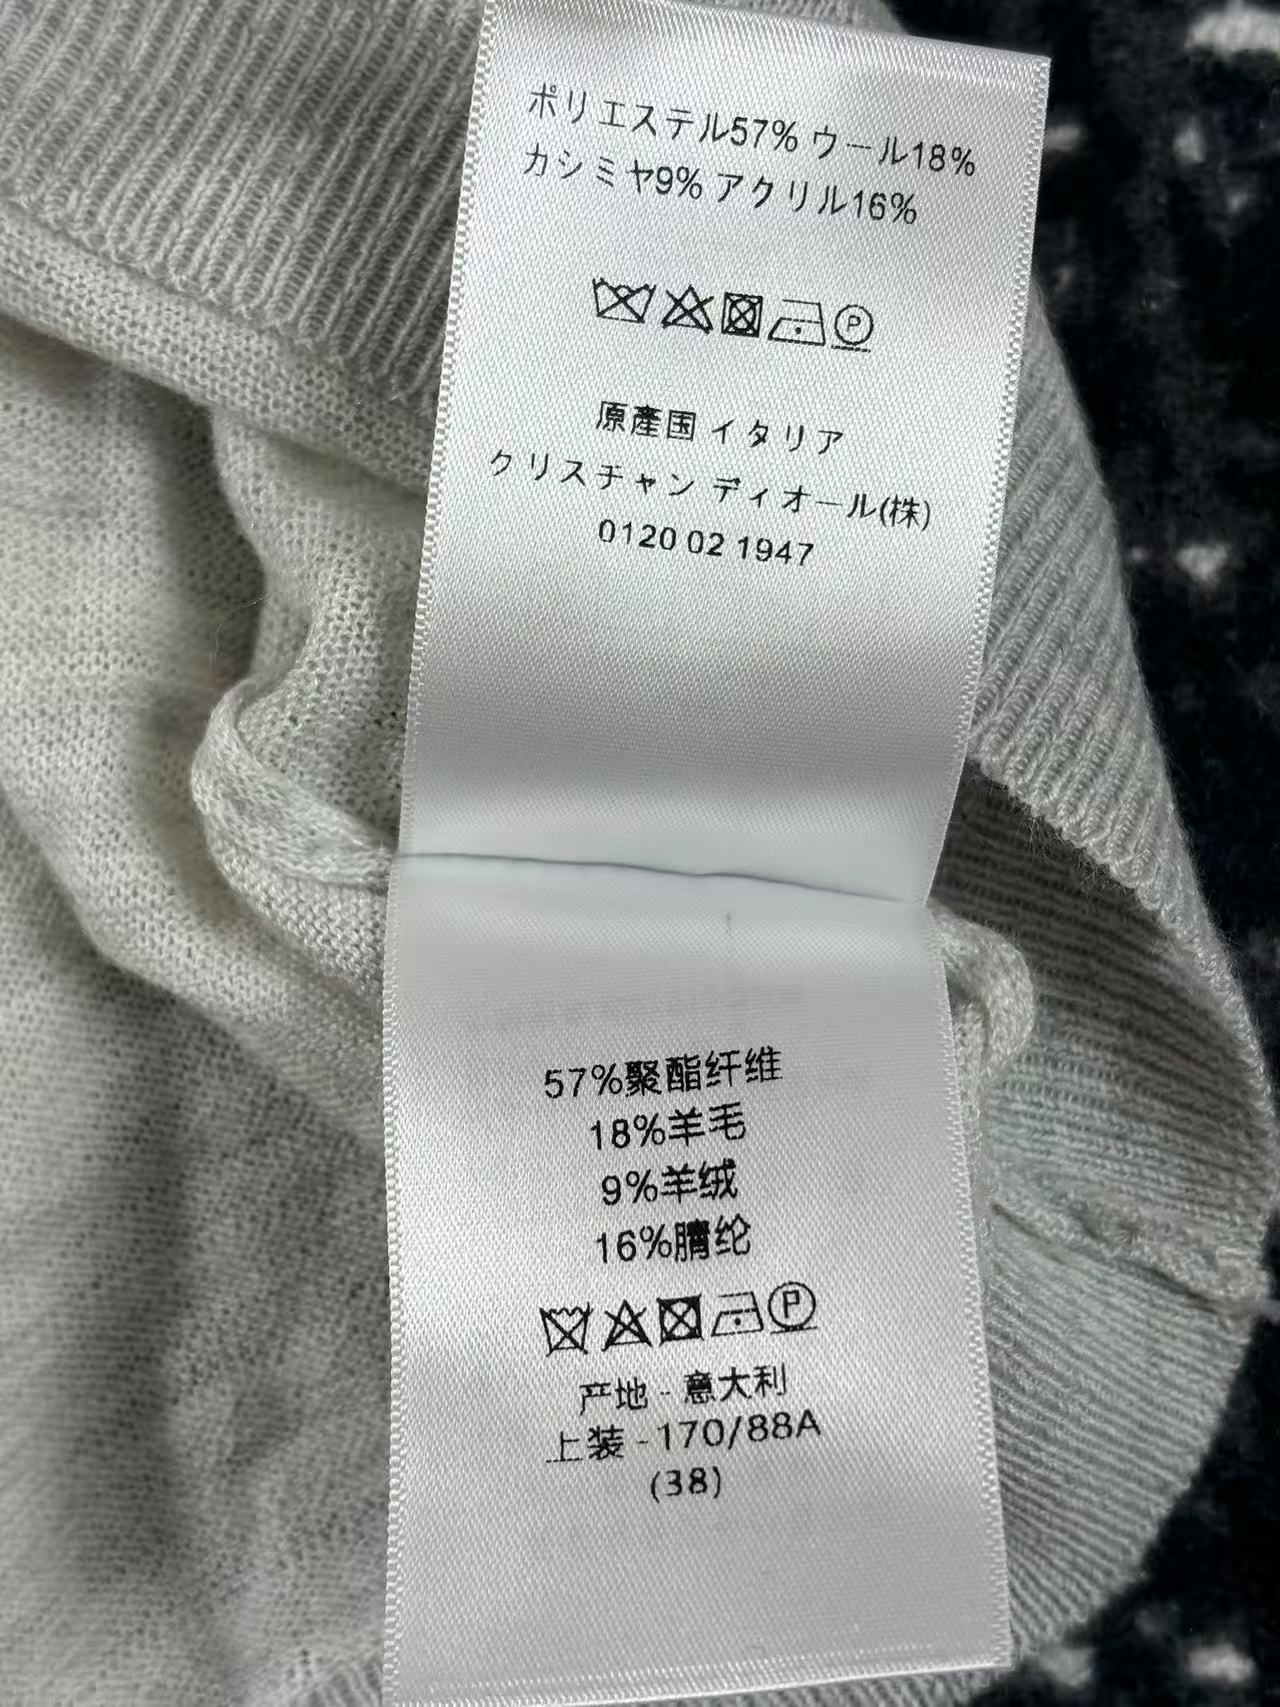 ポリエステル57% ウール18%
カシミヤ9% アクリル16%
P
原產国 イタリア
クリスチャン ディオール(株)
0120 02 1947
57%聚酯纤维
18%羊毛
9%羊绒
16%腈纶
P
产地 - 意大利
上装 - 170/88A
(38)